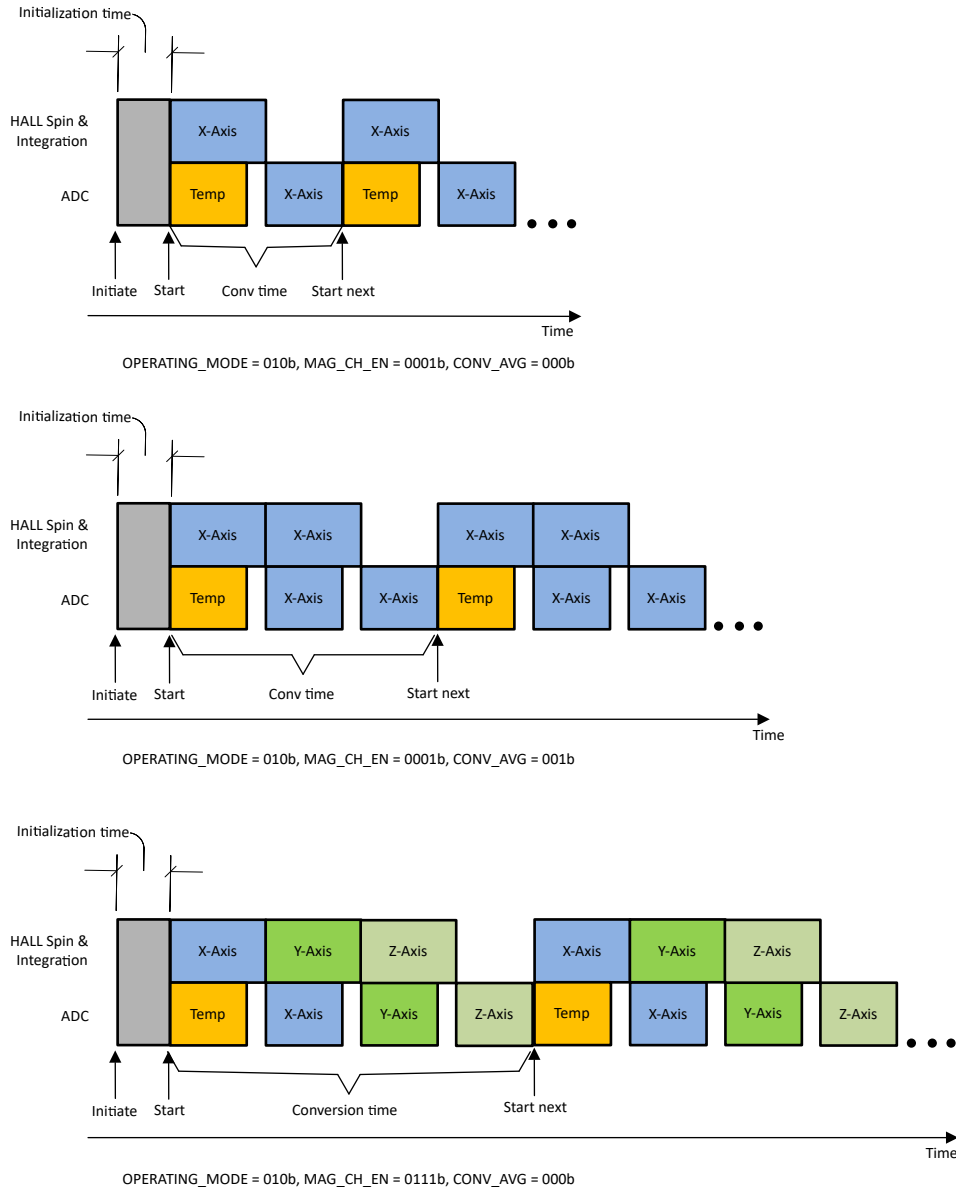 Initialization time
HALL Spin &
Integration
X-Axis
X-Axis
ADC
Temp
X-Axis
Temp
X-Axis
Initiate
Start
Conv time
Start next
Time
OPERATING_MODE = 010b, MAG_CH_EN = 0001b, CONV_AVG = 000b
Initialization time
HALL Spin &
Integration
X-Axis
X-Axis
X-Axis
X-Axis
ADC
Temp
X-Axis
X-Axis
Temp
X-Axis
X-Axis
Initiate
Start
Conv time
Start next
Time
OPERATING_MODE = 010b, MAG_CH_EN = 0001b, CONV_AVG = 001b
Initialization time
HALL Spin &
Integration
X-Axis
Y-Axis
Z-Axis
X-Axis
Y-Axis
Z-Axis
ADC
Temp
X-Axis
Y-Axis
Z-Axis
Temp
X-Axis
Y-Axis
Z-Axis
Initiate
Start
Conversion time
Start next
Time
OPERATING_MODE = 010b, MAG_CH_EN = 0111b, CONV_AVG = 000b